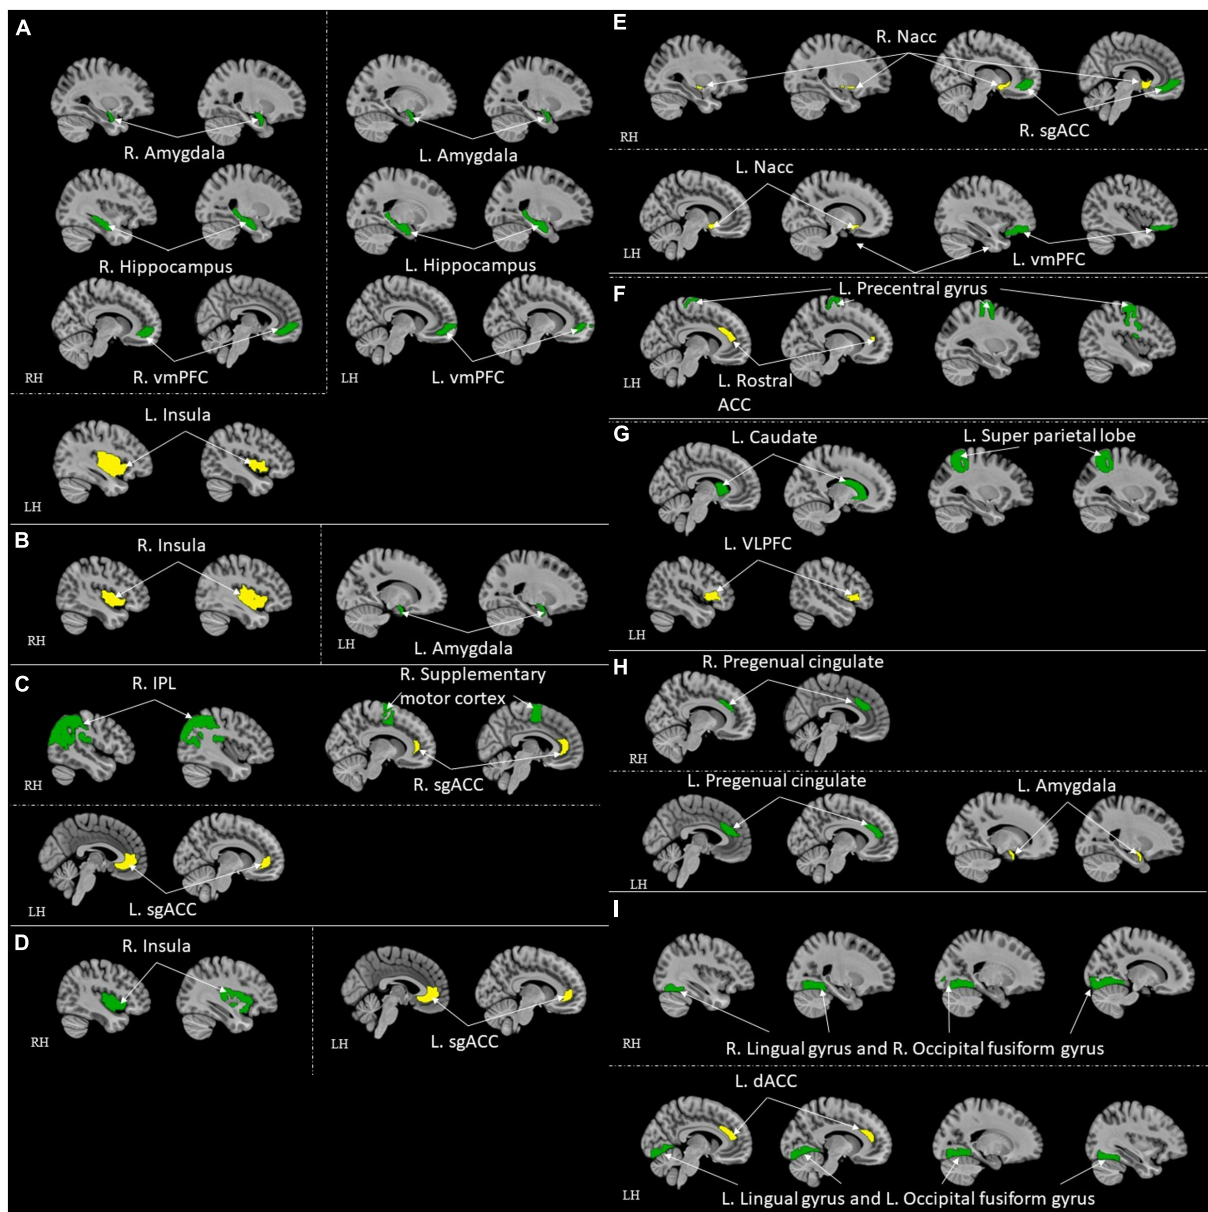 A
R. Amygdala
L. Amygdala
R. Hippocampus
L. Hippocampus
R. vmPFC
L. vmPFC
RH
LH
L. Insula
LH
B
R. Insula
RH
LH
L. Amygdala
C
R. IPL
R. Supplementary
motor cortex
R. sgACC
RH
L. sgACC
LH
D
R. Insula
RH
LH
L. sgACC
E
R. Nacc
R. sgACC
RH
L. Nacc
L. vmPFC
LH
F
L. Precentral gyrus
L. Rostral
ACC
LH
G
L. Caudate
L. Super parietal lobe
L. VLPFC
LH
H
R. Pregenual cingulate
RH
L. Pregenual cingulate
L. Amygdala
LH
I
R. Lingual gyrus and R. Occipital fusiform gyrus
RH
L. dACC
L. Lingual gyrus and L. Occipital fusiform gyrus
LH